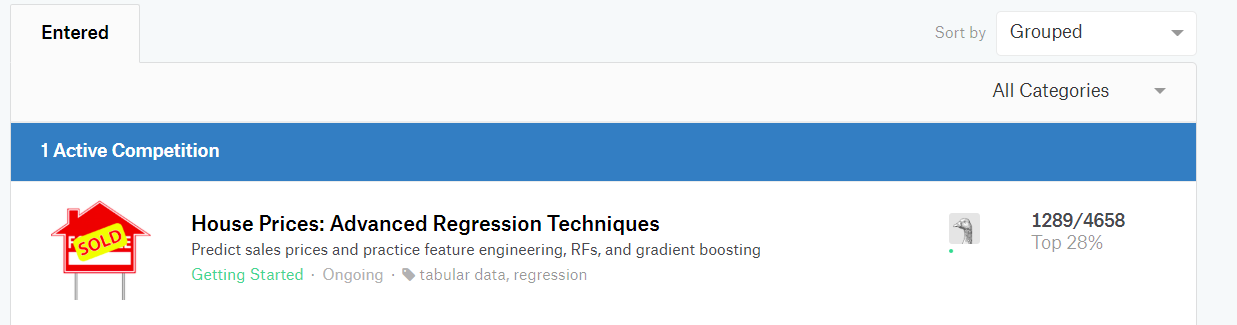 Entered
Sort by Grouped
All Categories
1 Active Competition
SOLD
House Prices: Advanced Regression Techniques
Predict sales prices and practice feature engineering, RFs, and gradient boosting
Getting Started · Ongoing · tabular data, regression
1289/4658
Top 28%